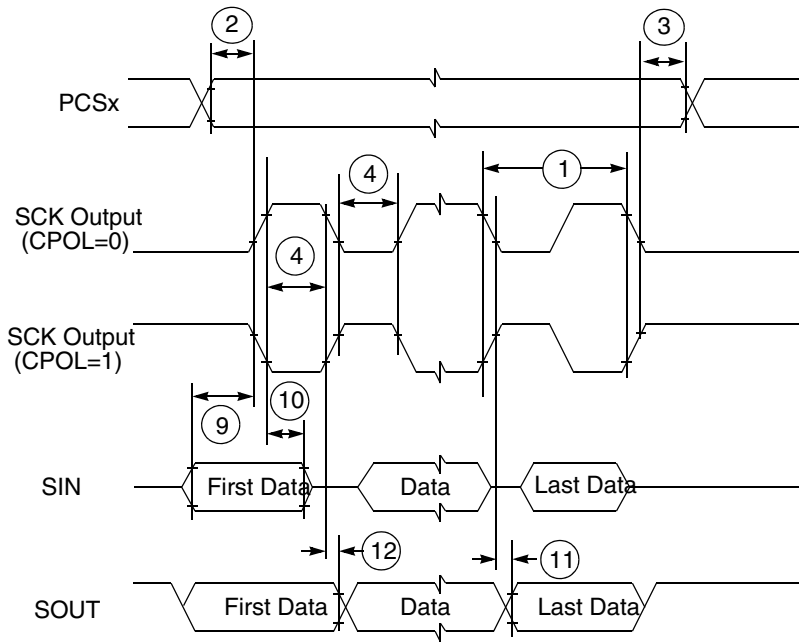 2
3
PCSx
4
1
SCK Output
(CPOL=0)
4
SCK Output
(CPOL=1)
9
10
SIN
First Data
Data
Last Data
12
11
SOUT
First Data
Data
Last Data